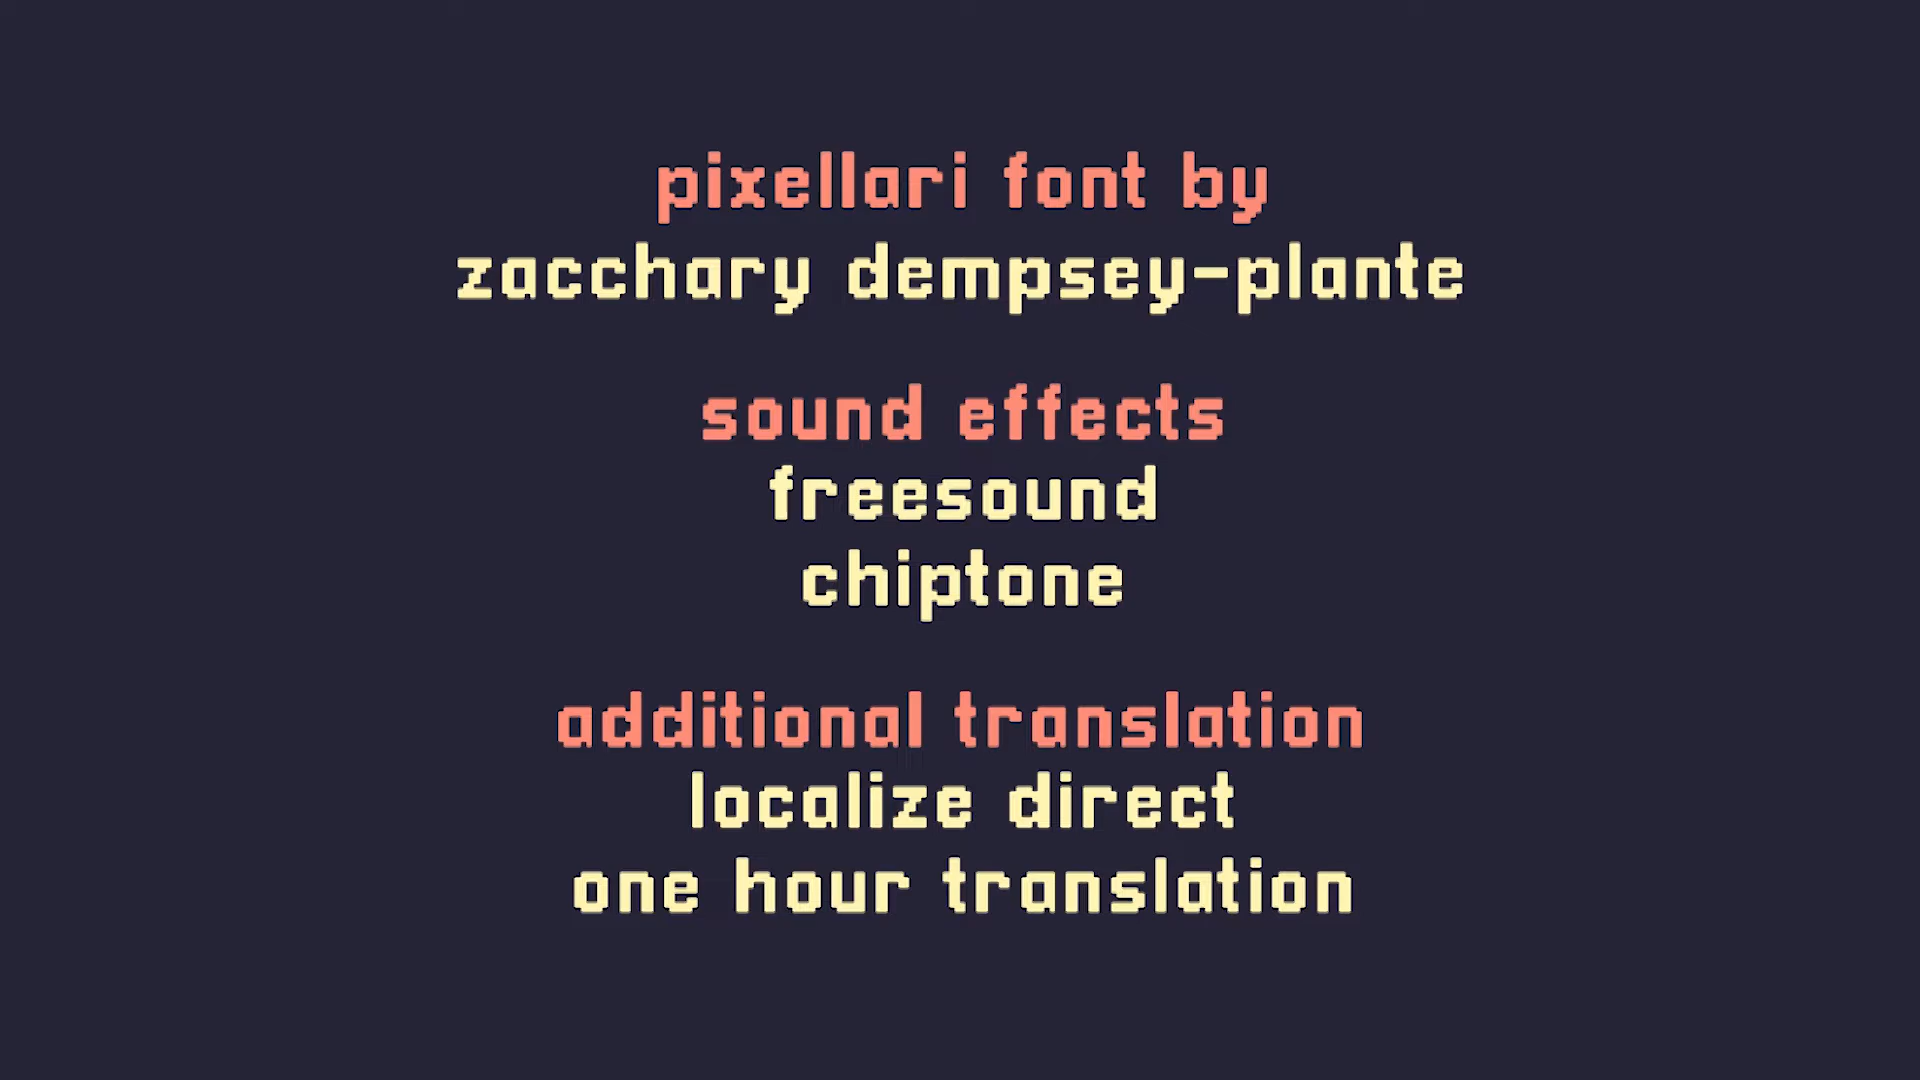 pixellari font by
zacchary dempsey-plante
sound effects
freesound
chiptone
additional translation
localize direct
one hour translation